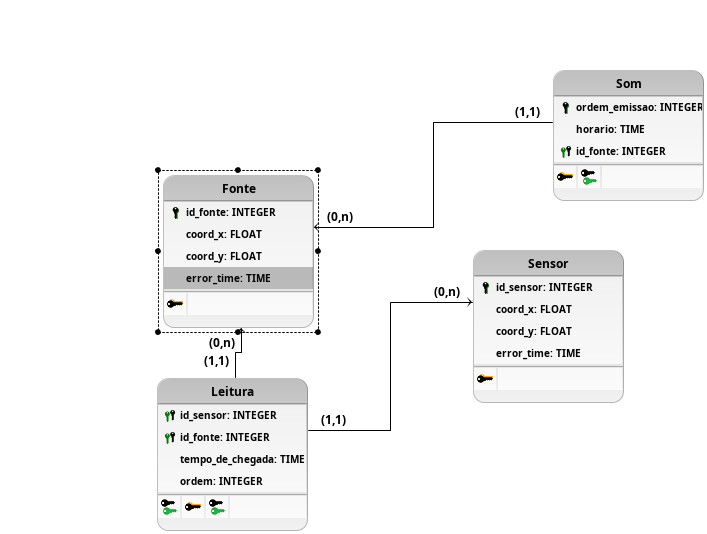 Som
(1,1)
ordem_emissao: INTEGER
horario: TIME
id_fonte: INTEGER
Fonte
(0,n)
id_fonte: INTEGER
coord_x: FLOAT
coord_y: FLOAT
error_time: TIME
Sensor
(0,n)
id_sensor: INTEGER
coord_x: FLOAT
coord_y: FLOAT
error_time: TIME
(0,n)
(1,1)
Leitura
(1,1)
id_sensor: INTEGER
id_fonte: INTEGER
tempo_de_chegada: TIME
ordem: INTEGER